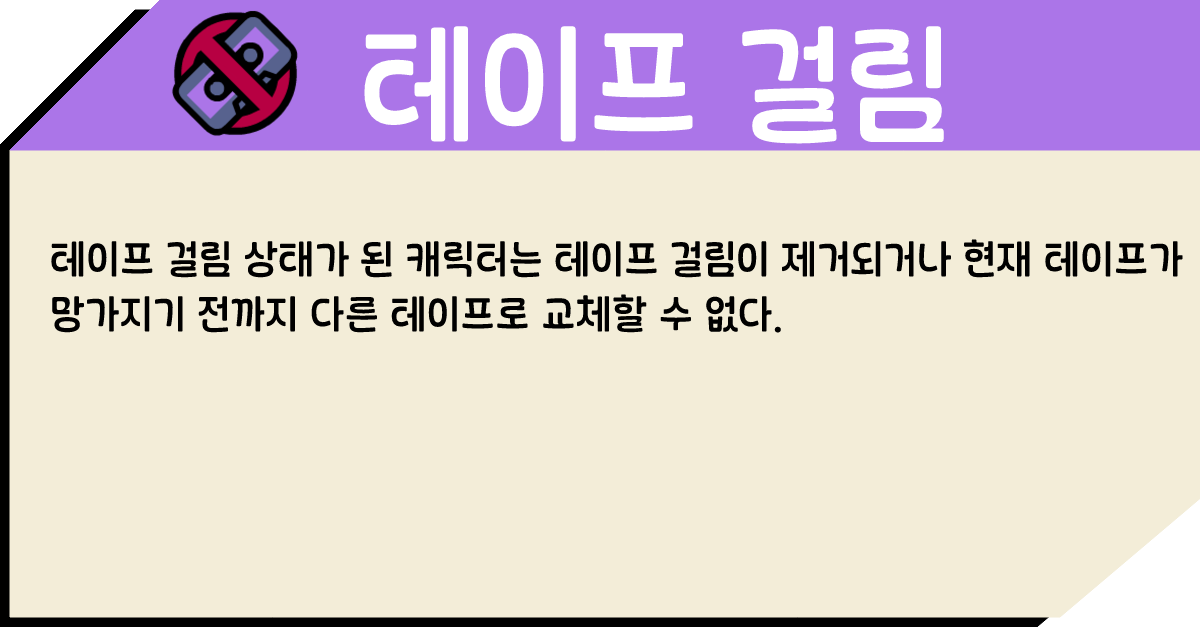 테이프 걸림
테이프 걸림 상태가 된 캐릭터는 테이프 걸림이 제거되거나 현재 테이프가
망가지기 전까지 다른 테이프로 교체할 수 없다.